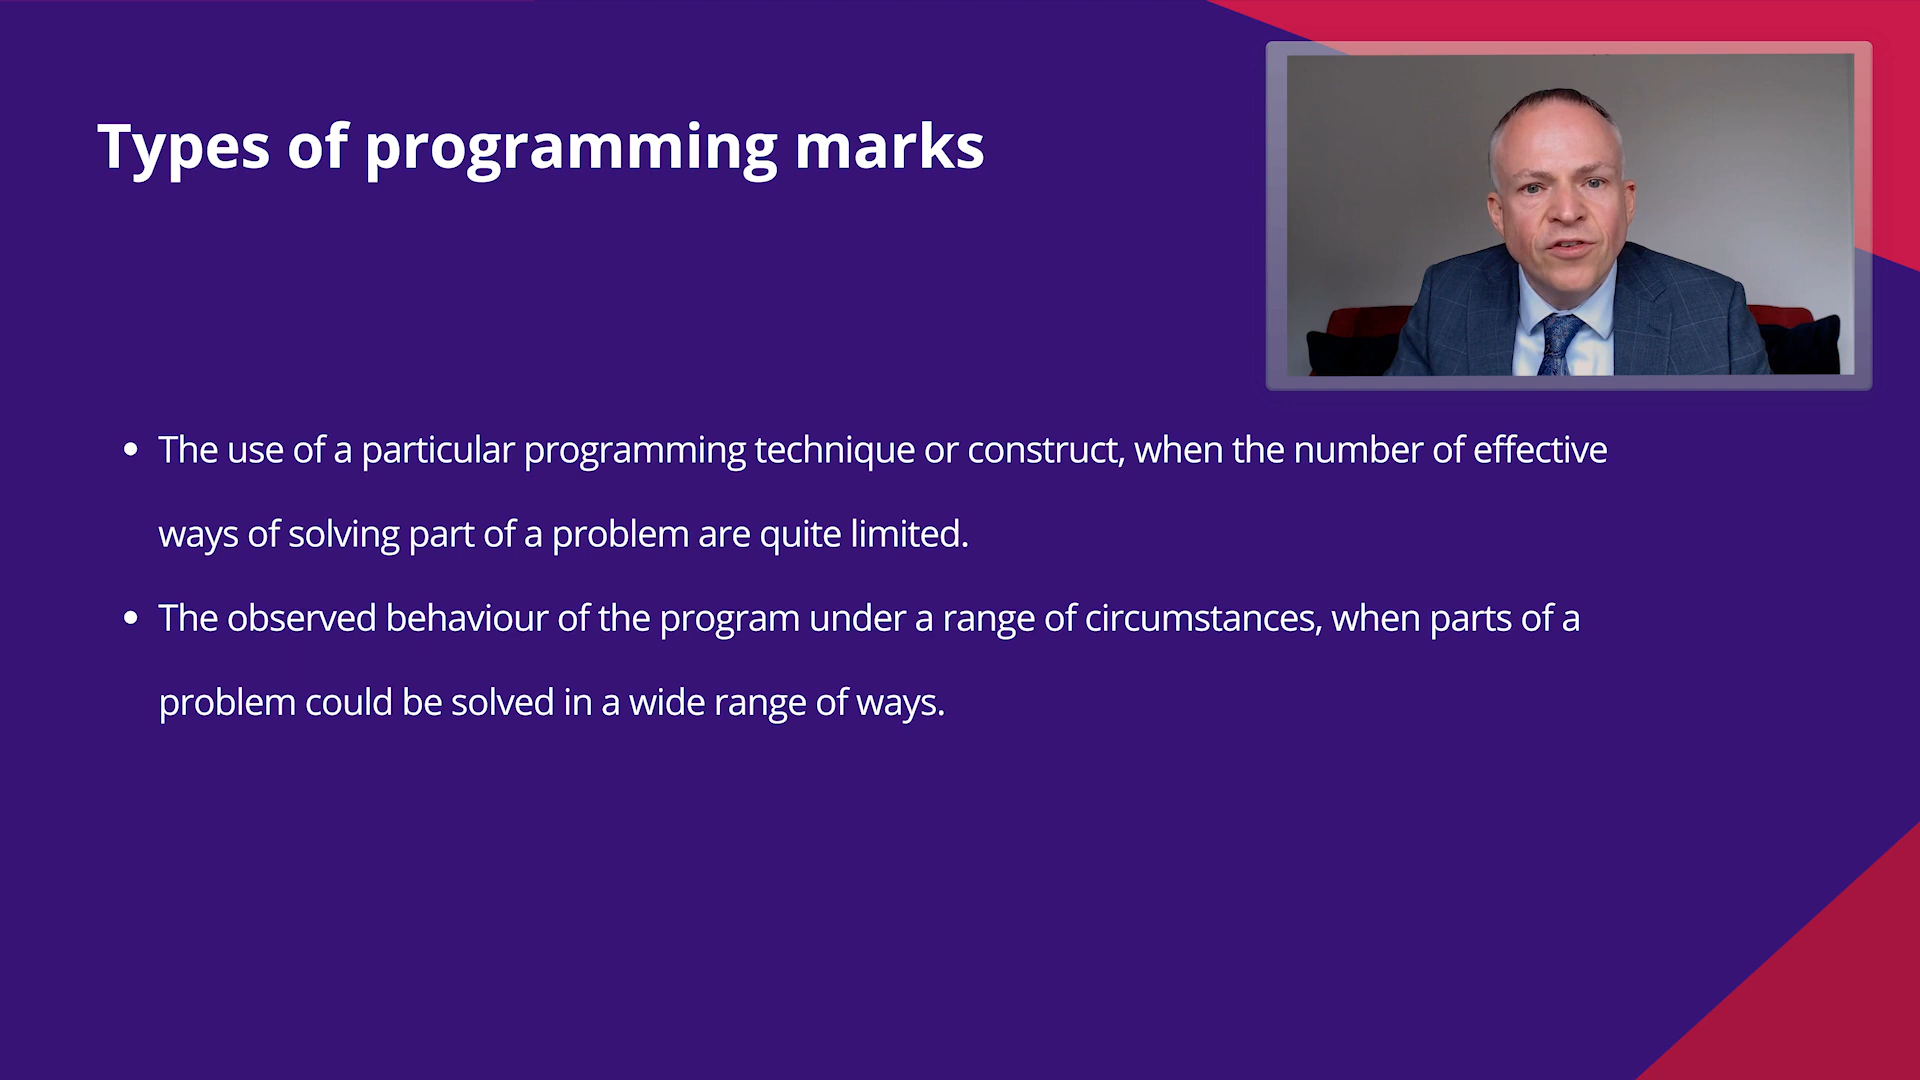 Types of programming marks
• The use of a particular programming technique or construct, when the number of effective
ways of solving part of a problem are quite limited.
• The observed behaviour of the program under a range of circumstances, when parts of a
problem could be solved in a wide range of ways.